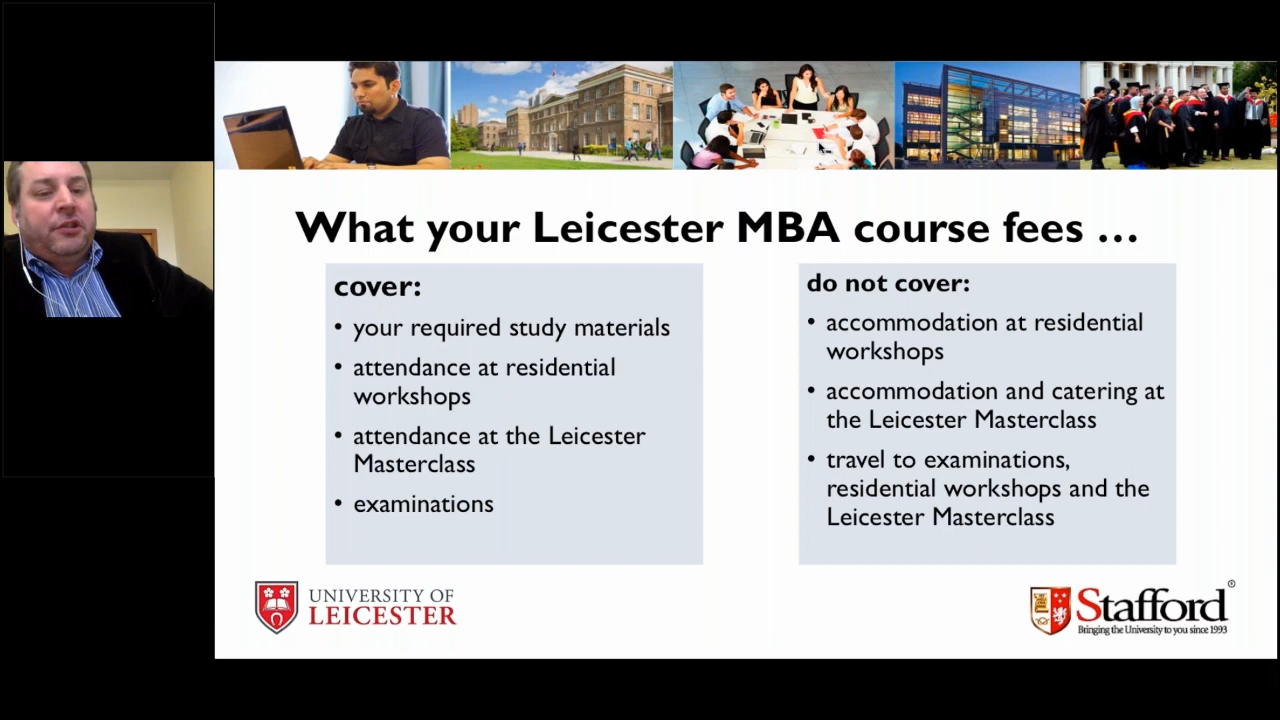 What your Leicester MBA course fees ...
cover:
• your required study materials
• attendance at residential
workshops
• attendance at the Leicester
Masterclass
• examinations
do not cover:
• accommodation at residential
workshops
• accommodation and catering at
the Leicester Masterclass
• travel to examinations,
residential workshops and the
Leicester Masterclass
UNIVERSITY OF
LEICESTER
Stafford®
Bringing the University to you since 1993